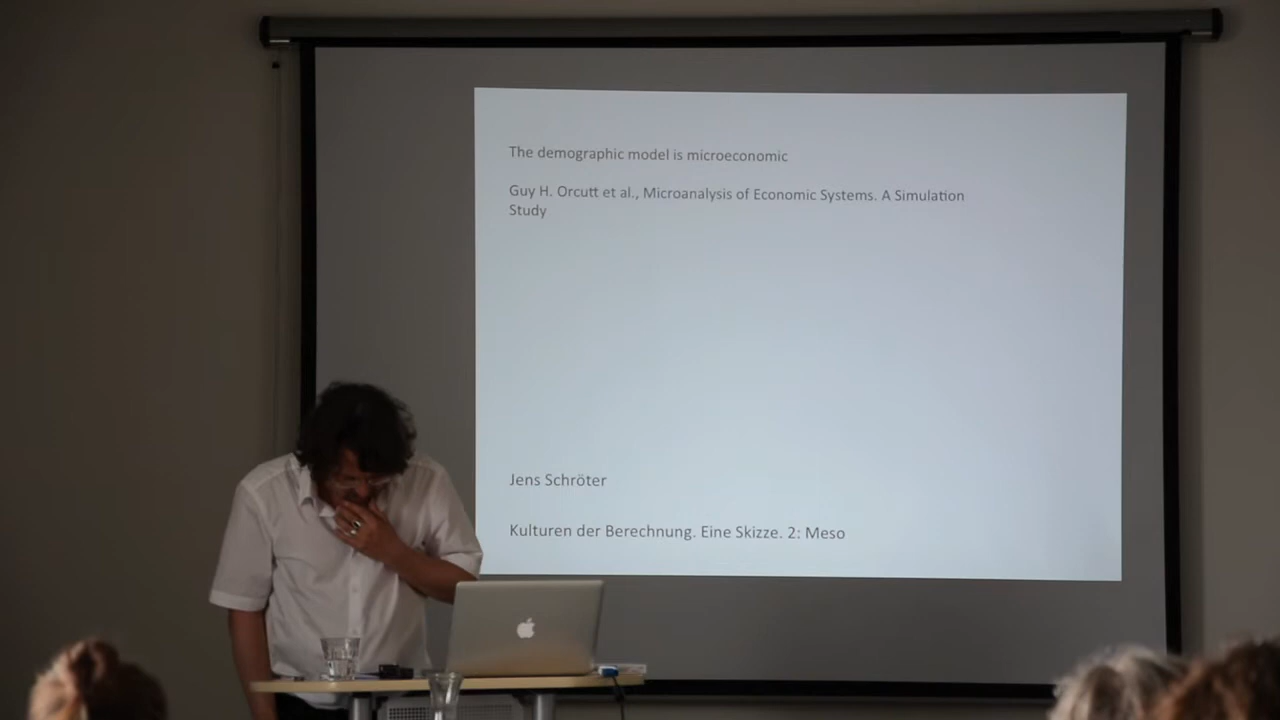 The demographic model is microeconomic
Guy H. Orcutt et al., Microanalysis of Economic Systems. A Simulation
Study
Jens Schröter
Kulturen der Berechnung. Eine Skizze. 2: Meso